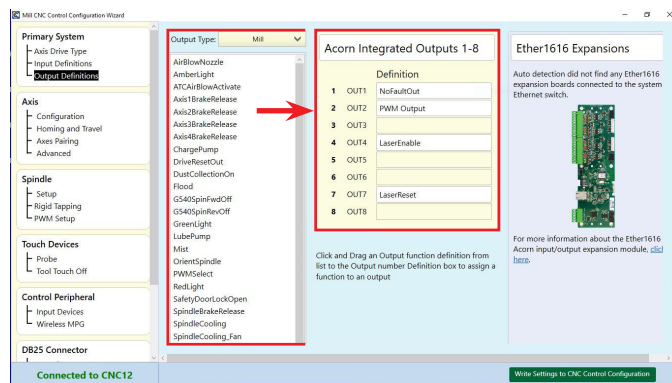 Mill CNC Control Configuration Wizard
Primary System
Axis Drive Type
Input Definitions
Output Definitions
Axis
Configuration
Homing and Travel
Axes Pairing
Advanced
Spindle
Setup
Rigid Tapping
PWM Setup
Touch Devices
Probe
Tool Touch Off
Control Peripheral
Input Devices
Wireless MPG
DB25 Connector
Connected to CNC12
Output Type: Mill
AirBlowNozzle
AmberLight
ATCAirBlowActivate
Axis1BrakeRelease
Axis2BrakeRelease
Axis3BrakeRelease
Axis4BrakeRelease
ChargePump
DriveResetOut
DustCollectionOn
Flood
G540SpinFwdOff
G540SpinRevOff
GreenLight
LubePump
Mist
OrientSpindle
PWMSelect
RedLight
SafetyDoorLockOpen
SpindleBrakeRelease
SpindleCooling
SpindleCooling_Fan
Acorn Integrated Outputs 1-8
Definition
1 OUT1 NoFaultOut
2 OUT2 PWM Output
3 OUT3
4 OUT4 LaserEnable
5 OUT5
6 OUT6
7 OUT7 LaserReset
8 OUT8
Click and Drag an Output function definition from
list to the Output number Definition box to assign a
function to an output
Ether1616 Expansions
Auto detection did not find any Ether1616
expansion boards connected to the system
Ethernet switch.
For more information about the Ether1616
Acorn input/output expansion module, clic
here.
Write Settings to CNC Control Configuration